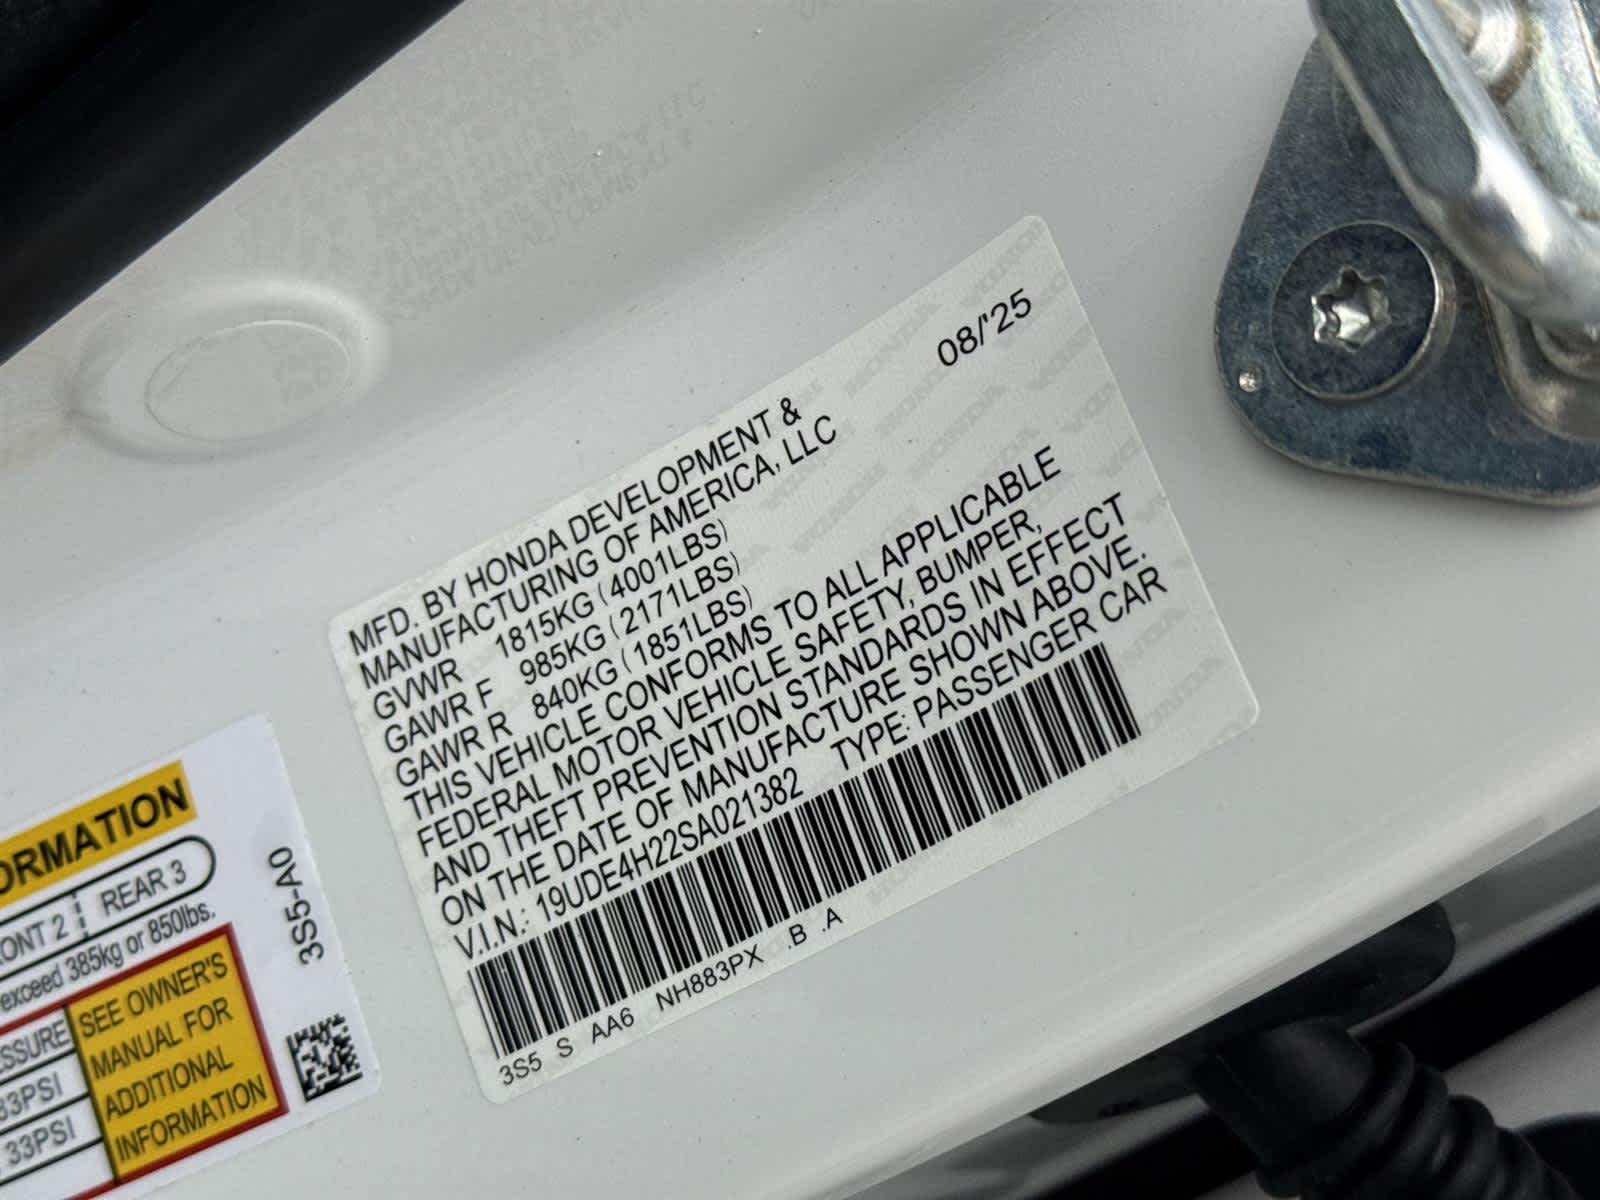 08/'25
MFD. BY HONDA DEVELOPMENT &
MANUFACTURING OF AMERICA, LLC
GVWR 1815KG (4001LBS)
GAWR F 985KG (2171LBS)
GAWR R 840KG (1851LBS)
THIS VEHICLE CONFORMS TO ALL APPLICABLE
FEDERAL MOTOR VEHICLE SAFETY, BUMPER,
AND THEFT PREVENTION STANDARDS IN EFFECT
ON THE DATE OF MANUFACTURE SHOWN ABOVE.
V.I.N.: 19UDE4H22SA021382 TYPE: PASSENGER CAR
3S5 S AA6 NH883PX .B .A
ORMATION
ONT 2 REAR 3
exceed 385kg or 850lbs.
SSURE
33PSI
33PSI
SEE OWNER'S
MANUAL FOR
ADDITIONAL
INFORMATION
3S5-A0